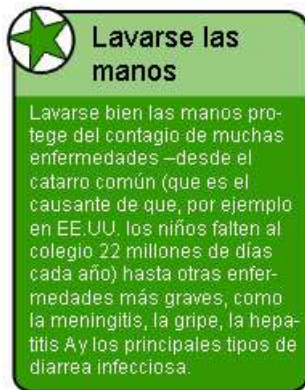 Lavarse las
manos
Lavarse bien las manos pro-
tege del contagio de muchas
enfermedades –desde el
catarro común (que es el
causante de que, por ejemplo
en EE.UU. los niños falten al
colegio 22 millones de días
cada año) hasta otras enfer-
medades más graves, como
la meningitis, la gripe, la hepa-
titis A y los principales tipos de
diarrea infecciosa.